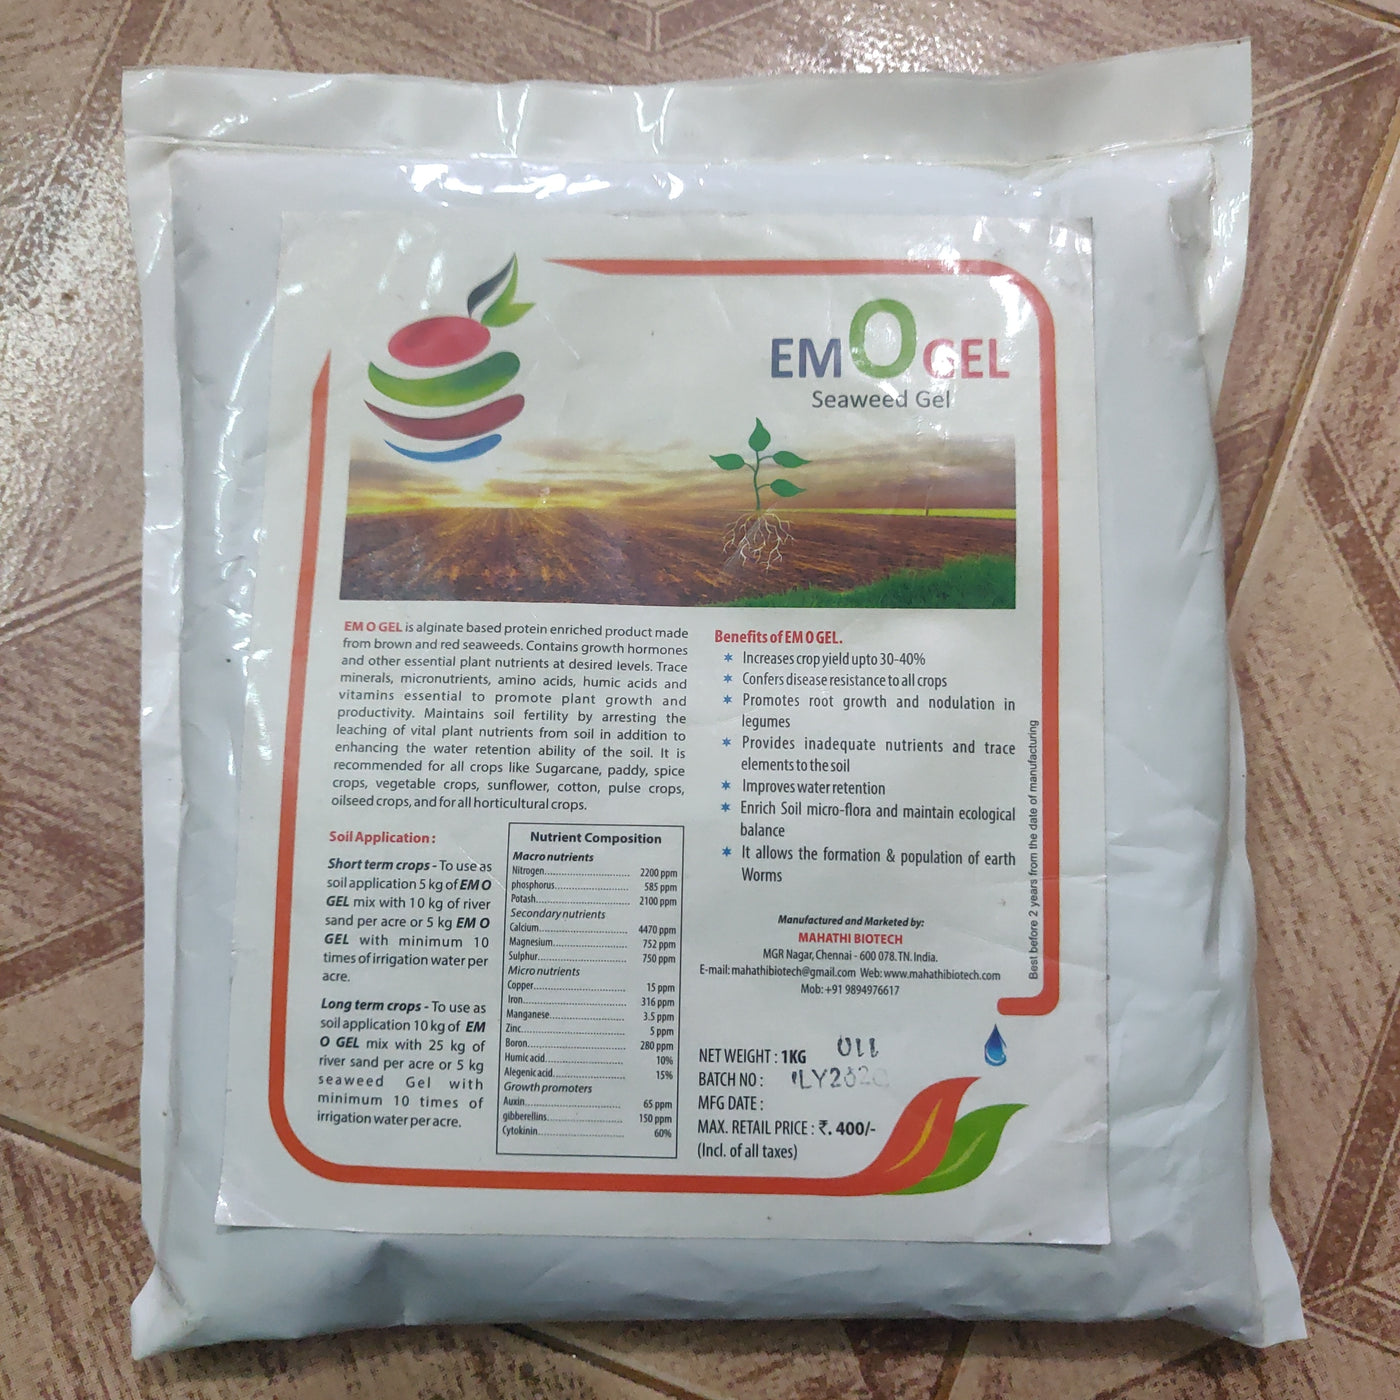 EM O GEL
Seaweed Gel
EM O GEL is alginate based protein enriched product made
from brown and red seaweeds. Contains growth hormones
and other essential plant nutrients at desired levels. Trace
minerals, micronutrients, amino acids, humic acids and
vitamins essential to promote plant growth and
productivity. Maintains soil fertility by arresting the
leaching of vital plant nutrients from soil in addition to
enhancing the water retention ability of the soil. It is
recommended for all crops like Sugarcane, paddy, spice
crops, vegetable crops, sunflower, cotton, pulse crops,
oilseed crops, and for all horticultural crops.
Soil Application :
Short term crops - To use as
soil application 5 kg of EM O
GEL mix with 10 kg of river
sand per acre or 5 kg EM O
GEL with minimum 10
times of irrigation water per
acre.
Long term crops - To use as
soil application 10 kg of EM
O GEL mix with 25 kg of
river sand per acre or 5 kg
seaweed Gel with
minimum 10 times of
irrigation water per acre.
Nutrient Composition
Macro nutrients
Nitrogen............................ 2200 ppm
phosphorus........................ 585 ppm
Potash............................... 2100 ppm
Secondary nutrients
Calcium............................. 4470 ppm
Magnesium........................ 752 ppm
Sulphur............................. 750 ppm
Micro nutrients
Copper.............................. 15 ppm
Iron.................................. 316 ppm
Manganese........................ 3.5 ppm
Zinc.................................. 5 ppm
Boron............................... 280 ppm
Humic acid........................ 10%
Alegenic acid..................... 15%
Growth promoters
Auxin................................ 65 ppm
gibberellins........................ 150 ppm
Cytokinin........................... 60%
Benefits of EM O GEL.
Increases crop yield upto 30-40%
Confers disease resistance to all crops
Promotes root growth and nodulation in
legumes
Provides inadequate nutrients and trace
elements to the soil
Improves water retention
Enrich Soil micro-flora and maintain ecological
balance
It allows the formation & population of earth
Worms
Manufactured and Marketed by:
MAHATHI BIOTECH
MGR Nagar, Chennai - 600 078. TN. India.
E-mail: mahathibiotech@gmail.com Web: www.mahathibiotech.com
Mob: +91 9894976617
NET WEIGHT : 1KG
BATCH NO :
MFG DATE :
MAX. RETAIL PRICE : ₹. 400/-
(Incl. of all taxes)
Best before 2 years from the date of manufacturing